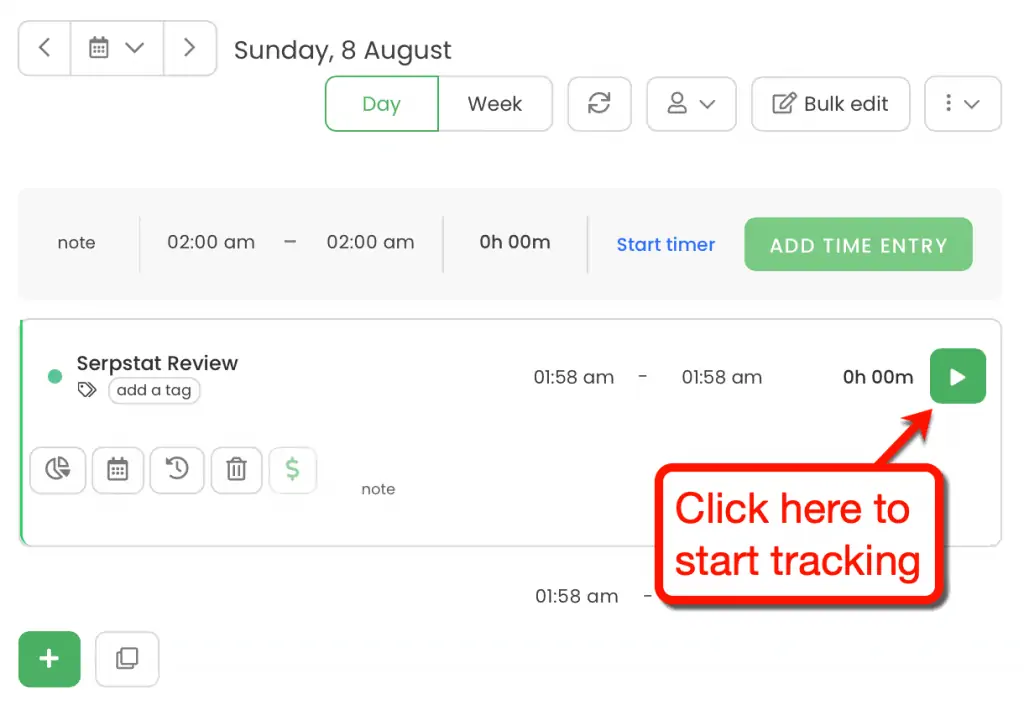 Sunday, 8 August
Day Week Bulk edit
note 02:00 am – 02:00 am 0h 00m Start timer ADD TIME ENTRY
Serpstat Review
add a tag
01:58 am - 01:58 am 0h 00m
note
Click here to
start tracking
01:58 am -